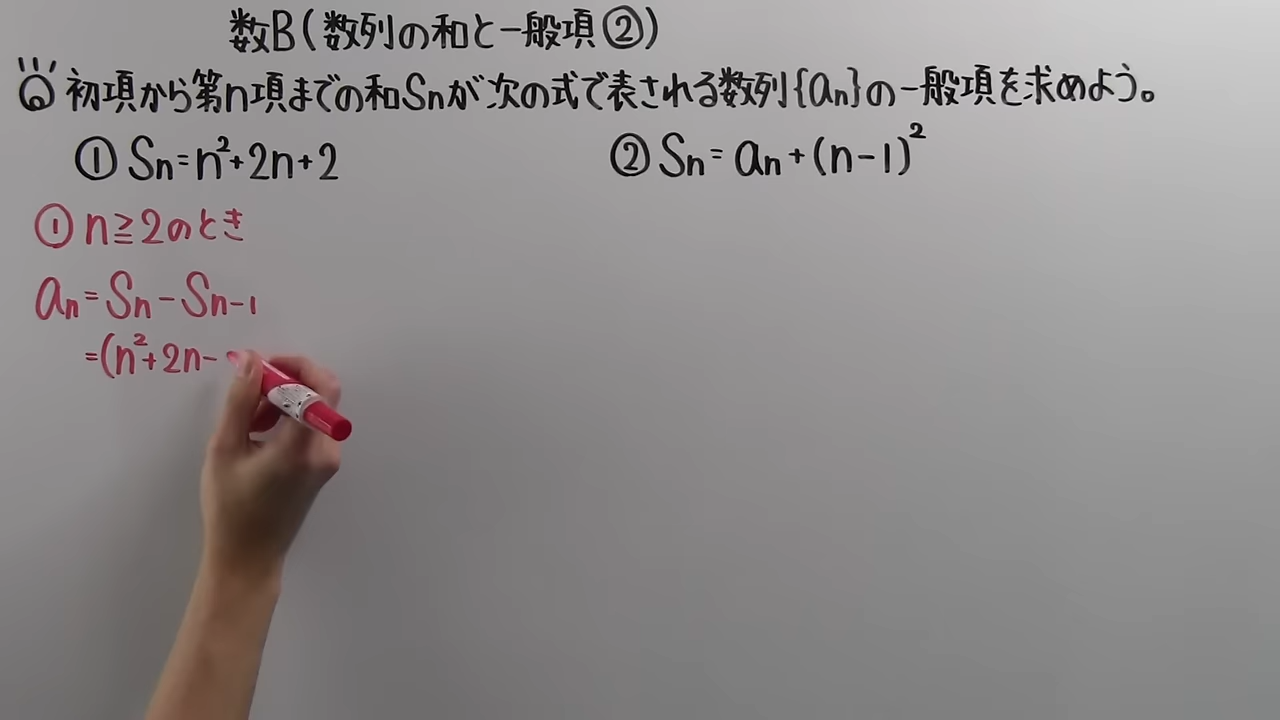 数B(数列の和と一般項②)
初項から第n項までの和Snが次の式で表される数列{an}の一般項を求めよう。
① Sn=n²+2n+2
② Sn=an+(n-1)²
① n≧2のとき
an=Sn-Sn-1
=(n²+2n-